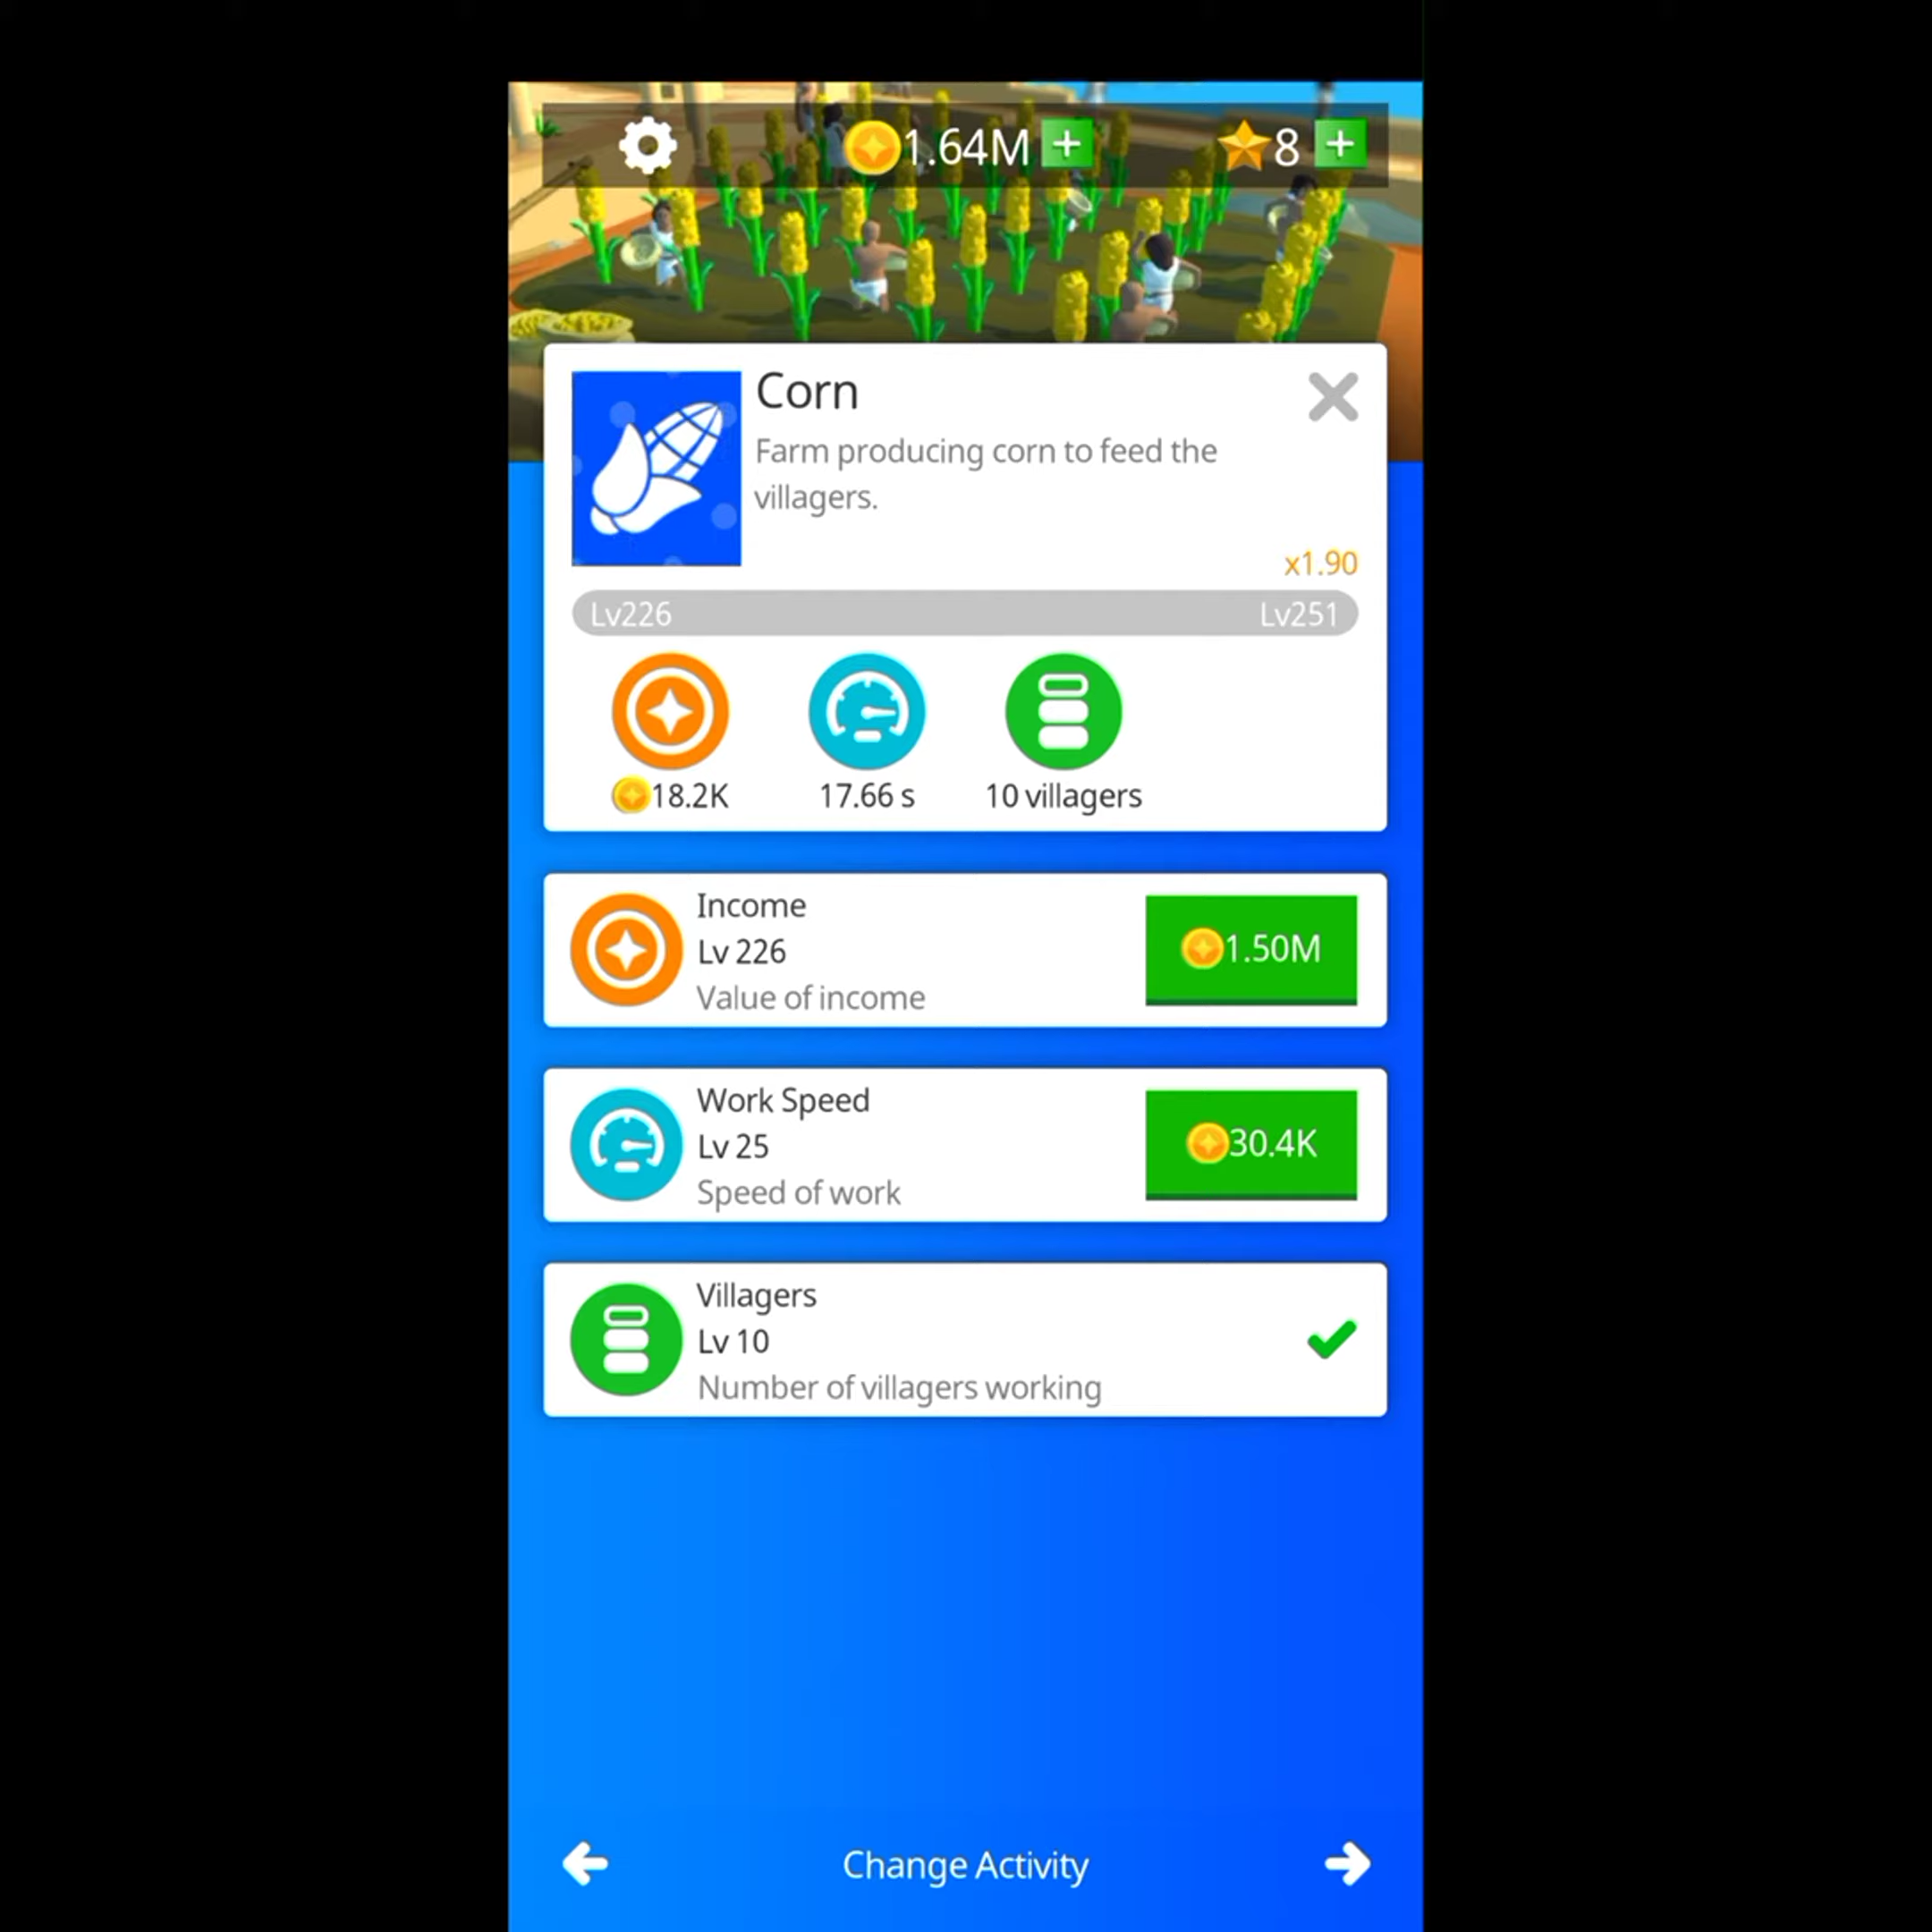 1.64M
8
Corn
Farm producing corn to feed the
villagers.
x1.90
Lv226 Lv251
18.2K 17.66 s 10 villagers
Income
Lv 226
Value of income
1.50M
Work Speed
Lv 25
Speed of work
30.4K
Villagers
Lv 10
Number of villagers working
Change Activity